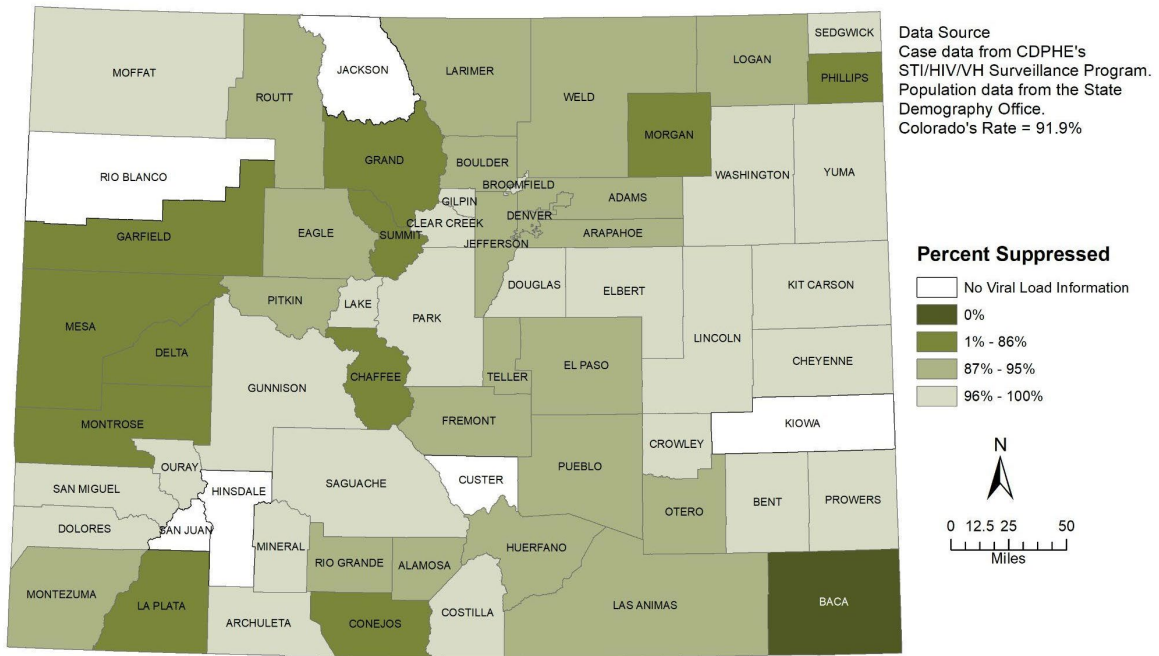 SEDGWICK
MOFFAT
JACKSON
LARIMER
LOGAN
ROUTT
PHILLIPS
WELD
MORGAN
GRAND
BOULDER
RIO BLANCO
WASHINGTON
YUMA
BROOMFIELD
GILPIN
ADAMS
DENVER
CLEAR CREEK
GARFIELD
EAGLE
SUMMIT
ARAPAHOE
JEFFERSON
DOUGLAS
ELBERT
KIT CARSON
PITKIN
LAKE
PARK
MESA
LINCOLN
DELTA
CHEYENNE
EL PASO
CHAFFEE
TELLER
GUNNISON
FREMONT
MONTROSE
KIOWA
CROWLEY
OURAY
PUEBLO
CUSTER
SAGUACHE
SAN MIGUEL
HINSDALE
BENT
PROWERS
OTERO
DOLORES
SAN JUAN
MINERAL
HUERFANO
RIO GRANDE
ALAMOSA
MONTEZUMA
LA PLATA
LAS ANIMAS
BACA
COSTILLA
ARCHULETA
CONEJOS
Data Source
Case data from CDPHE's
STI/HIV/VH Surveillance Program.
Population data from the State
Demography Office.
Colorado's Rate = 91.9%
Percent Suppressed
No Viral Load Information
0%
1% - 86%
87% - 95%
96% - 100%
N
0 12.5 25 50
Miles